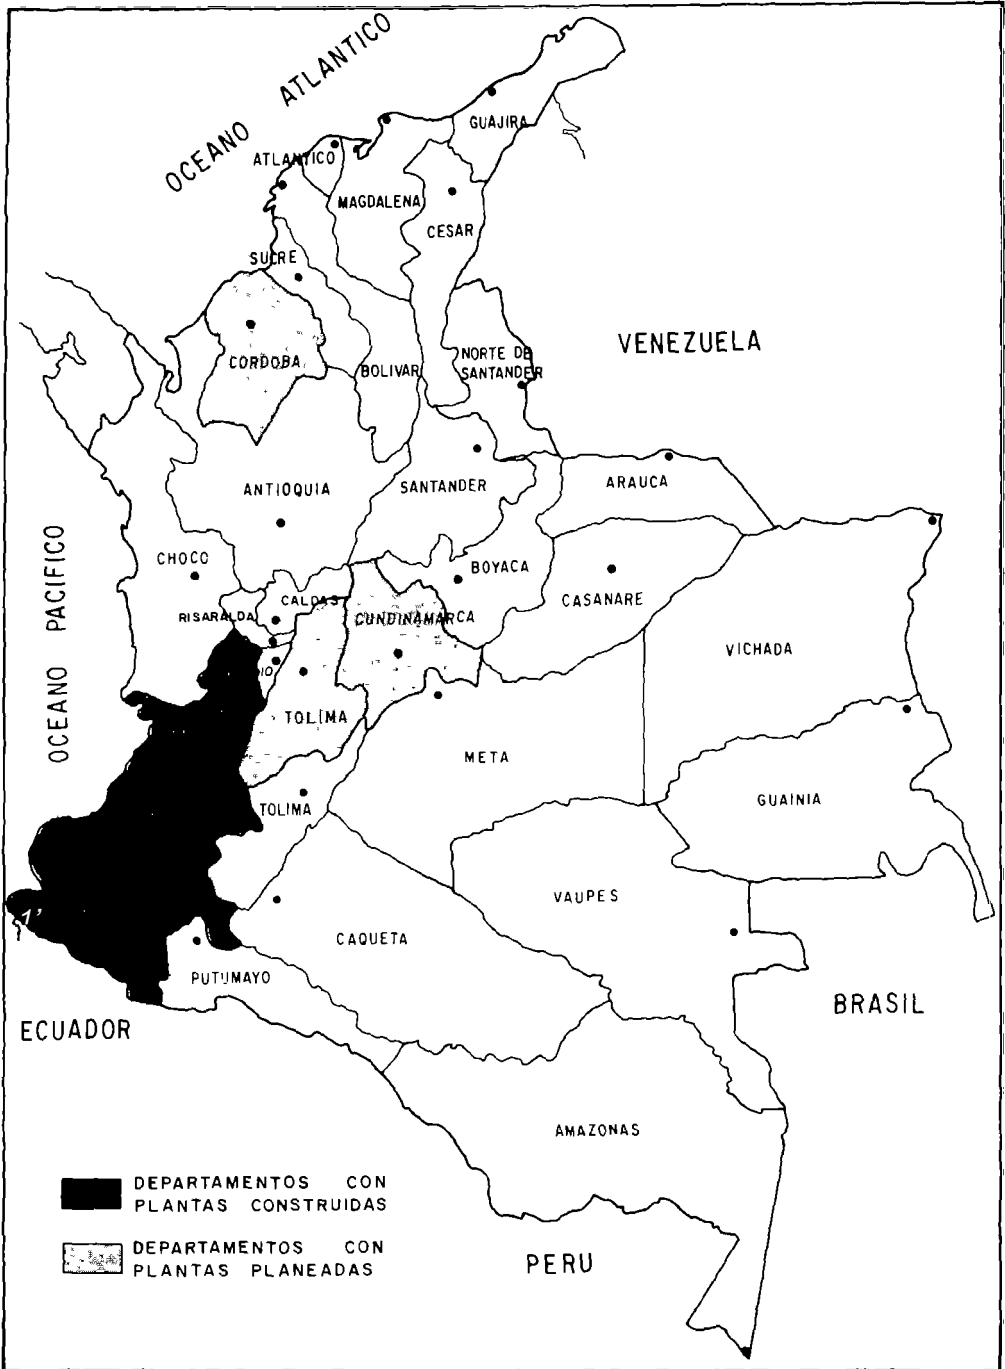 OCEANO ATLANTICO
GUAJIRA
ATLANTICO
MAGDALENA
CESAR
SUCRE
VENEZUELA
CORDOBA
BOLIVAR
NORTE DE
SANTANDER
ANTIOQUIA
SANTANDER
ARAUCA
OCEANO PACIFICO
CHOCO
BOYACA
CALDAS
CASANARE
RISARALDA
CUNDINAMARCA
VICHADA
IO
TOLIMA
META
GUAINIA
TOLIMA
VAUPES
CAQUETA
PUTUMAYO
BRASIL
ECUADOR
AMAZONAS
DEPARTAMENTOS CON
PLANTAS CONSTRUIDAS
DEPARTAMENTOS CON
PLANTAS PLANEADAS
PERU